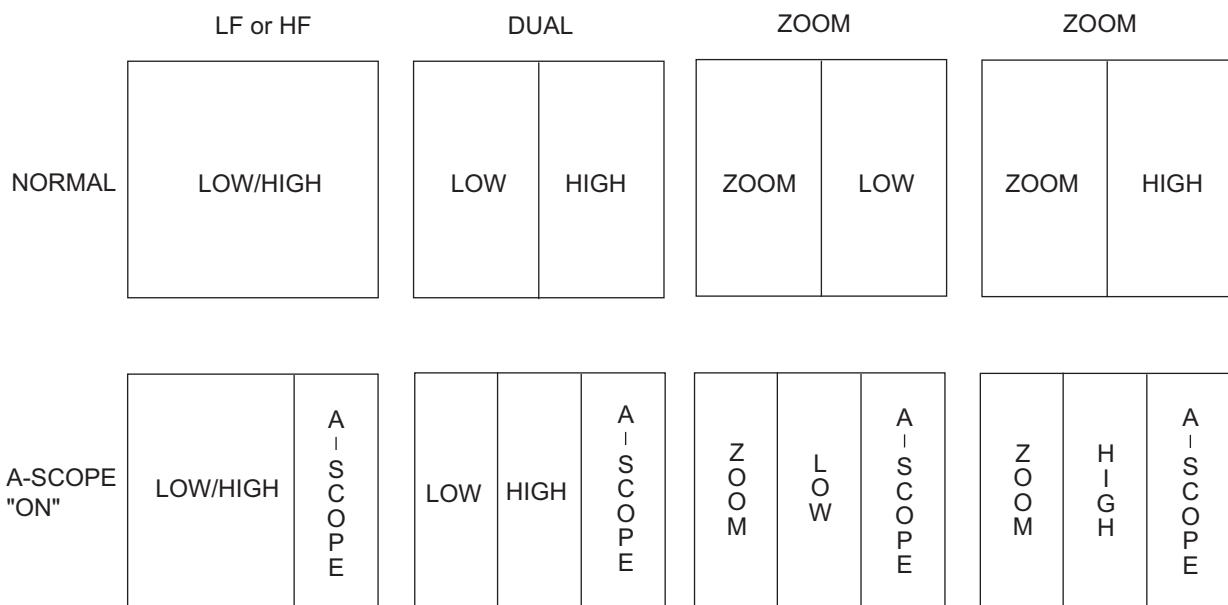 LF or HF
DUAL
ZOOM
ZOOM
NORMAL
LOW/HIGH
LOW
HIGH
ZOOM
LOW
ZOOM
HIGH
A-SCOPE
"ON"
LOW/HIGH
A-SCOPE
LOW
HIGH
A-SCOPE
ZOOM
LOW
A-SCOPE
ZOOM
HIGH
A-SCOPE